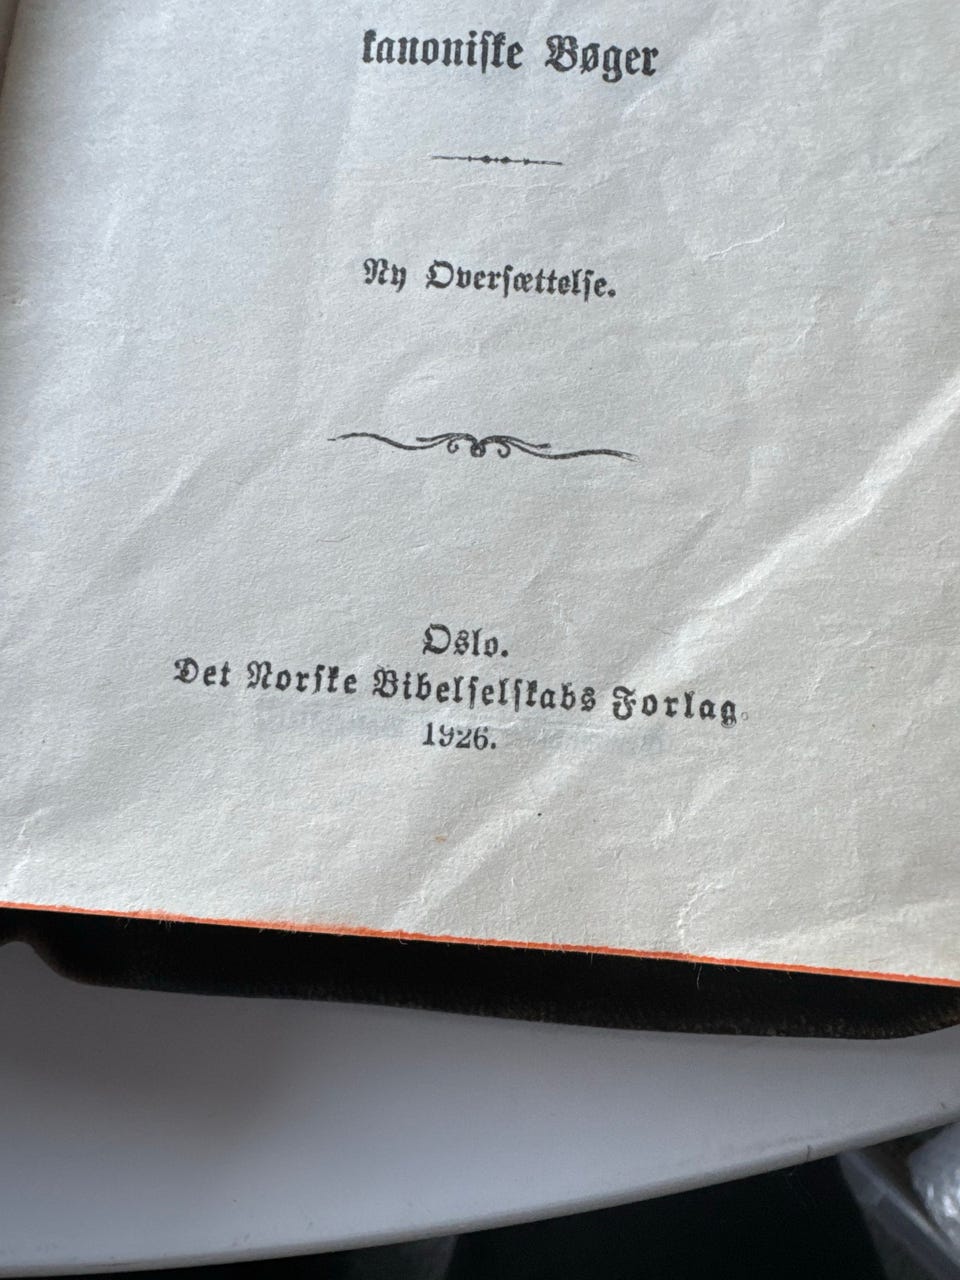 kanoniske Bøger
Ny Oversættelse.
Oslo.
Det Norske Bibelselskabs Forlag.
1926.